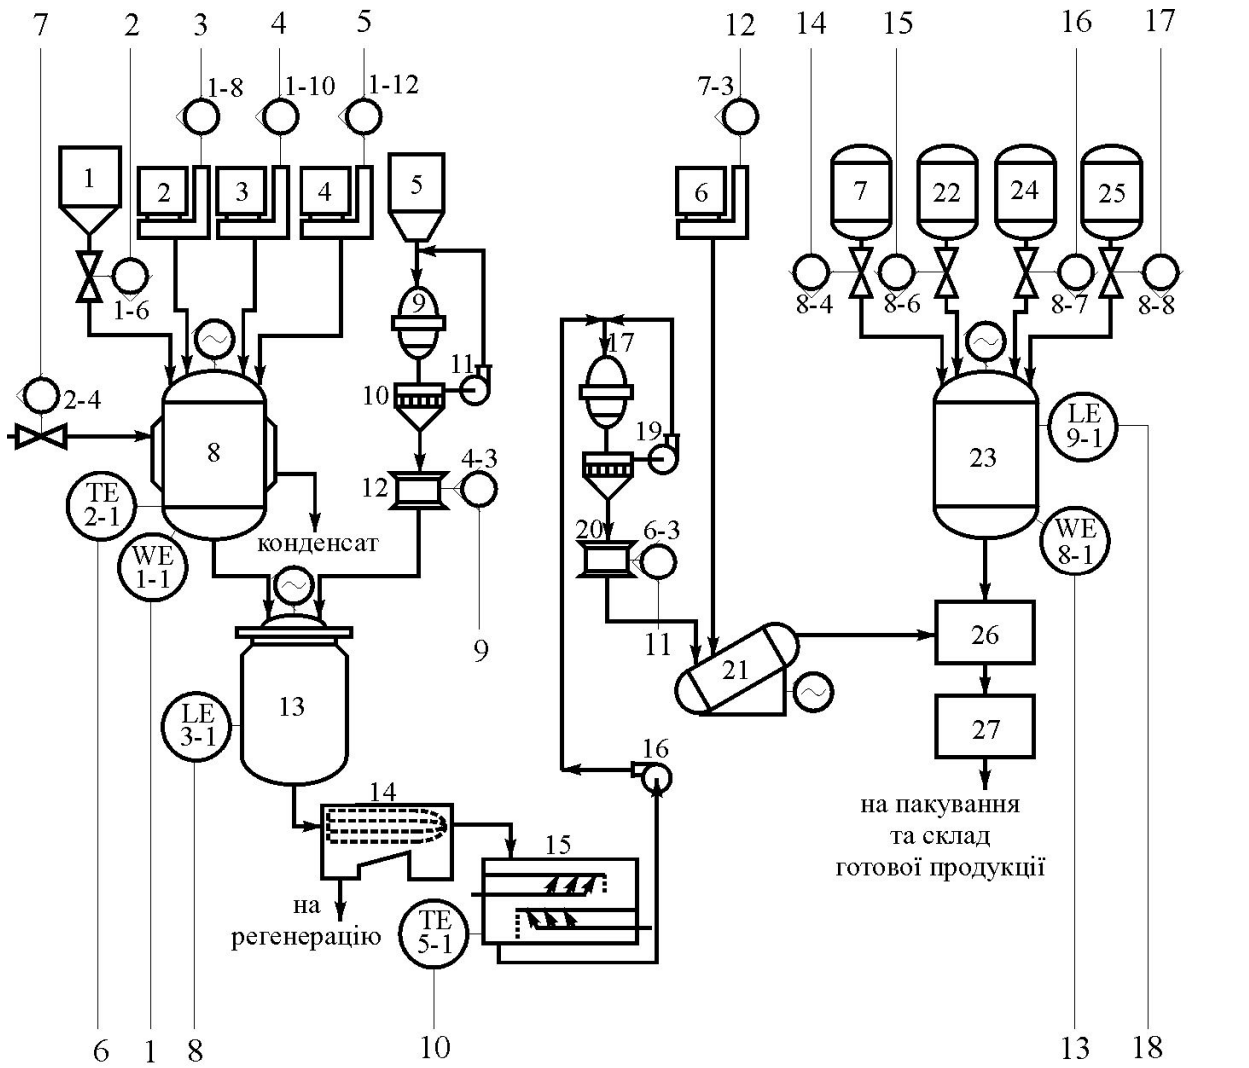 7 2 3 4 5 12 14 15 16 17
1-8 1-10 1-12 7-3
1 2 3 4 5 6 7 22 24 25
1-6 8-4 8-6 8-7 8-8
9
17
11
2-4 10
LE
9-1
19
8 23
TE
2-1
12 4-3
WE
1-1
конденсат
20 6-3
WE
8-1
26
9 11
21
13
LE
3-1
27
16
14
на пакування
та склад
готової продукції
15
на
регенерацію
TE
5-1
6 1 8 10 13 18